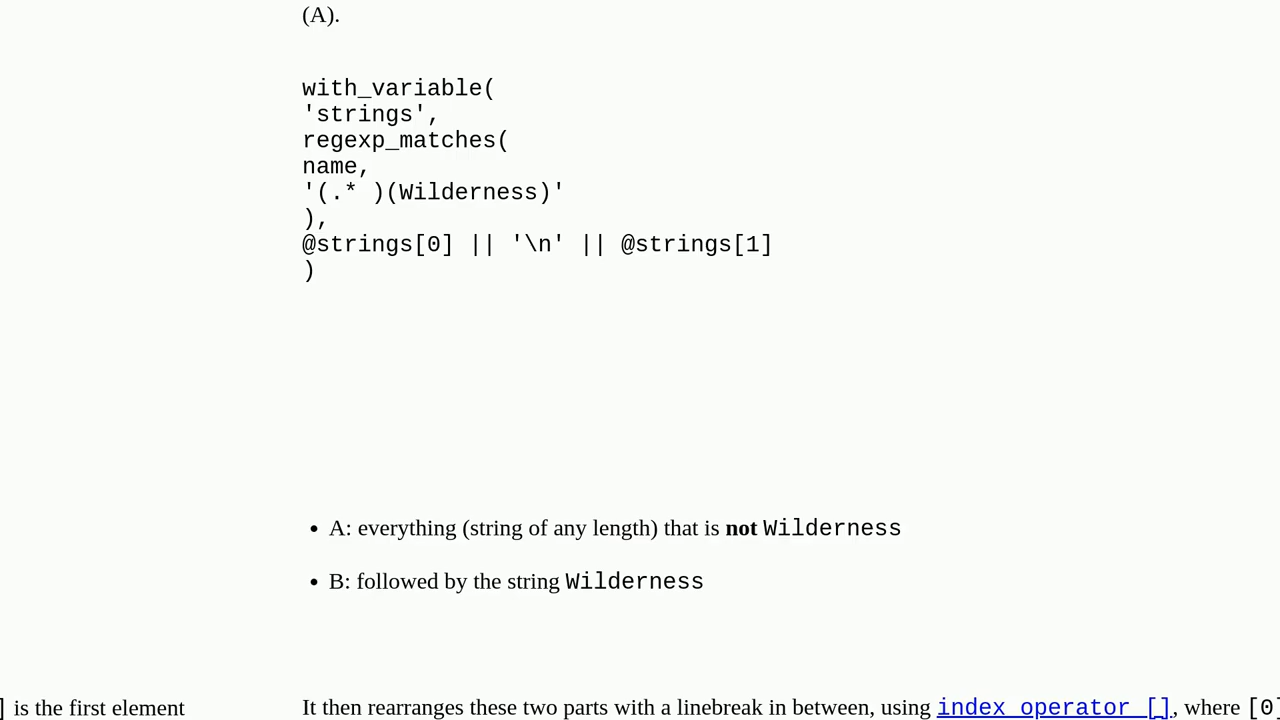 (A).
with_variable(
'strings',
regexp_matches(
name,
'(.* )(Wilderness)'
),
@strings[0] || '\n' || @strings[1]
)
• A: everything (string of any length) that is not Wilderness
• B: followed by the string Wilderness
It then rearranges these two parts with a linebreak in between, using index operator [], where [0]
] is the first element